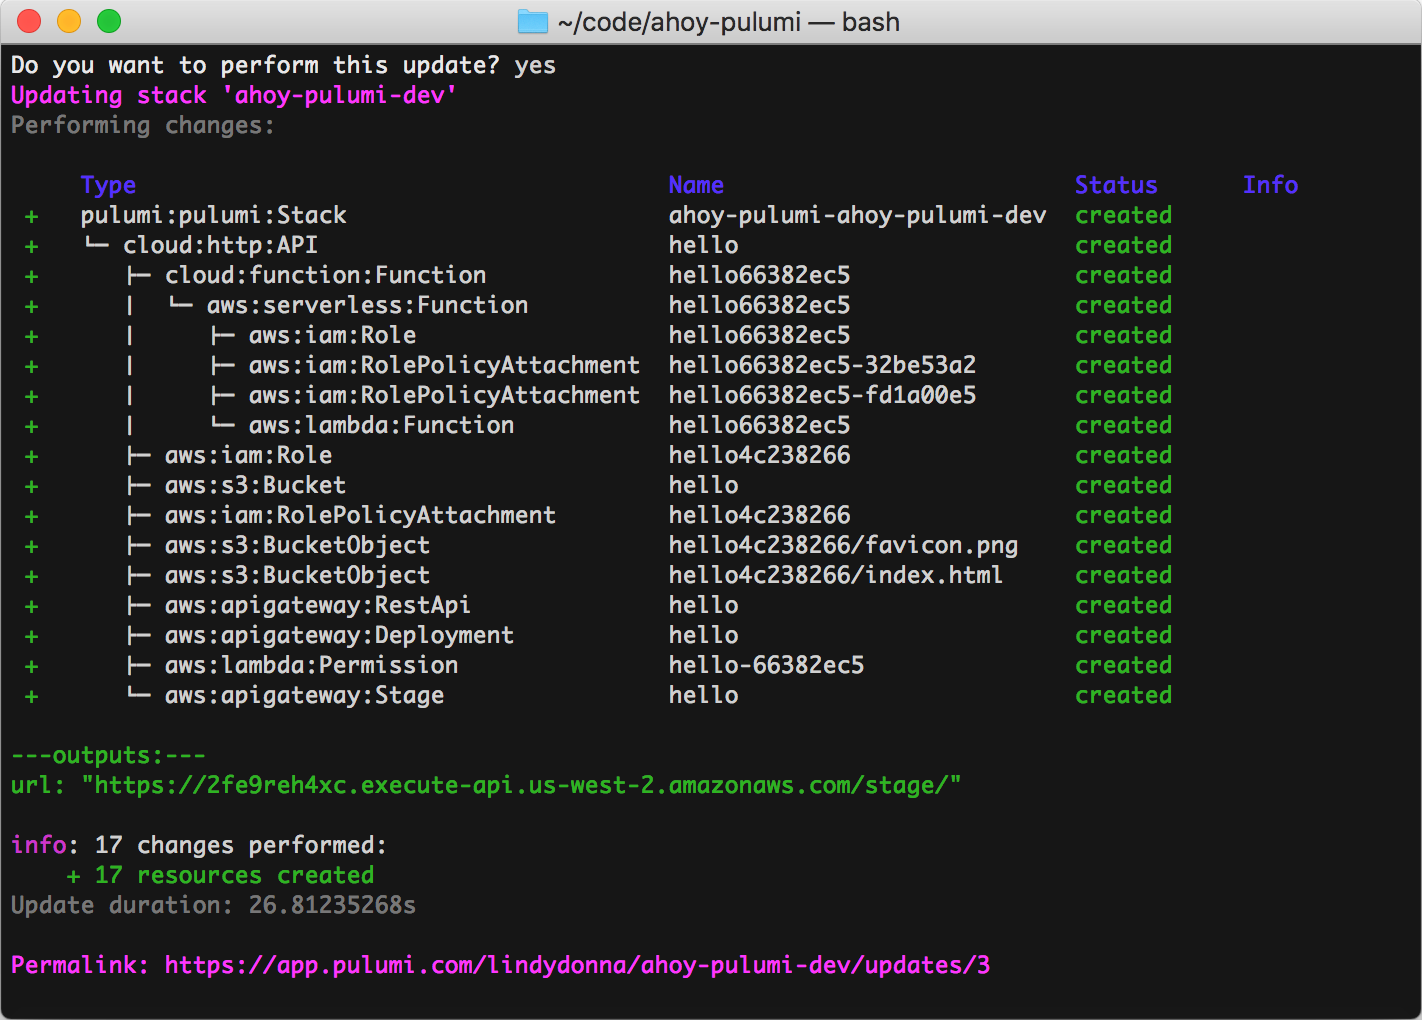 ~/code/ahoy-pulumi — bash
Do you want to perform this update? yes
Updating stack 'ahoy-pulumi-dev'
Performing changes:
Type Name Status Info
+ pulumi:pulumi:Stack ahoy-pulumi-ahoy-pulumi-dev created
+ └─ cloud:http:API hello created
+ ├─ cloud:function:Function hello66382ec5 created
+ | └─ aws:serverless:Function hello66382ec5 created
+ | ├─ aws:iam:Role hello66382ec5 created
+ | ├─ aws:iam:RolePolicyAttachment hello66382ec5-32be53a2 created
+ | ├─ aws:iam:RolePolicyAttachment hello66382ec5-fd1a00e5 created
+ | └─ aws:lambda:Function hello66382ec5 created
+ ├─ aws:iam:Role hello4c238266 created
+ ├─ aws:s3:Bucket hello created
+ ├─ aws:iam:RolePolicyAttachment hello4c238266 created
+ ├─ aws:s3:BucketObject hello4c238266/favicon.png created
+ ├─ aws:s3:BucketObject hello4c238266/index.html created
+ ├─ aws:apigateway:RestApi hello created
+ ├─ aws:apigateway:Deployment hello created
+ ├─ aws:lambda:Permission hello-66382ec5 created
+ └─ aws:apigateway:Stage hello created
---outputs:---
url: "https://2fe9reh4xc.execute-api.us-west-2.amazonaws.com/stage/"
info: 17 changes performed:
+ 17 resources created
Update duration: 26.81235268s
Permalink: https://app.pulumi.com/lindydonna/ahoy-pulumi-dev/updates/3